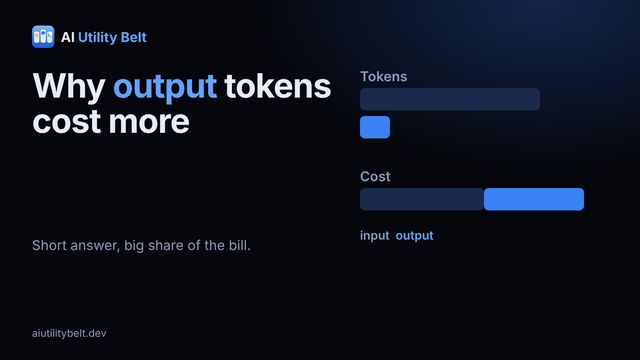 AI Utility Belt
Why output tokens
cost more
Short answer, big share of the bill.
aiutilitybelt.dev
Tokens
Cost
input output